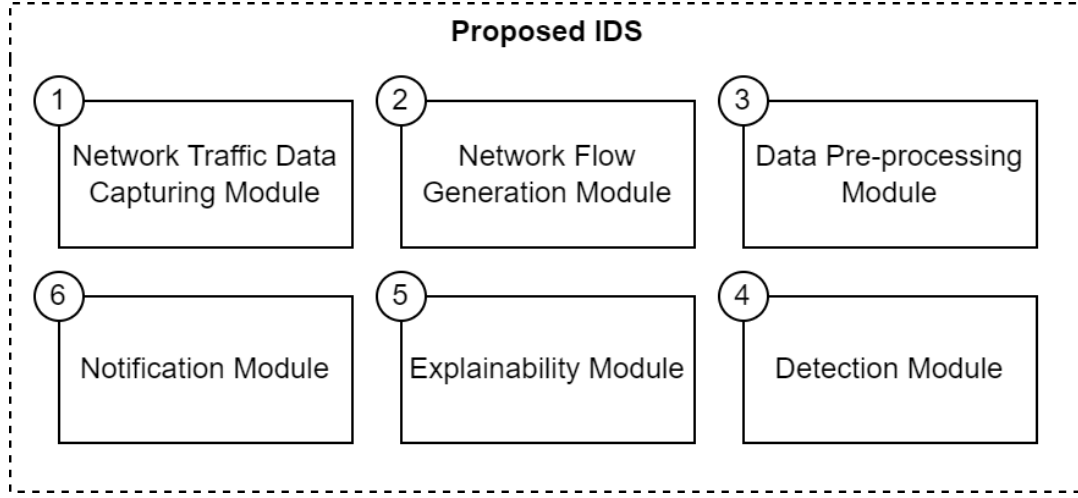 Proposed IDS
1
Network Traffic Data
Capturing Module
2
Network Flow
Generation Module
3
Data Pre-processing
Module
6
Notification Module
5
Explainability Module
4
Detection Module